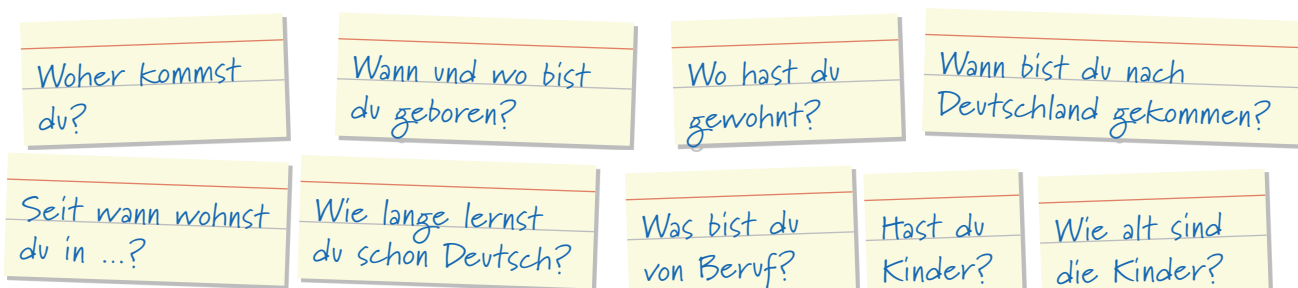 Woher kommst
du?
Wann und wo bist
du geboren?
Wo hast du
gewohnt?
Wann bist du nach
Deutschland gekommen?
Seit wann wohnst
du in ...?
Wie lange lernst
du schon Deutsch?
Was bist du
von Beruf?
Hast du
Kinder?
Wie alt sind
die Kinder?